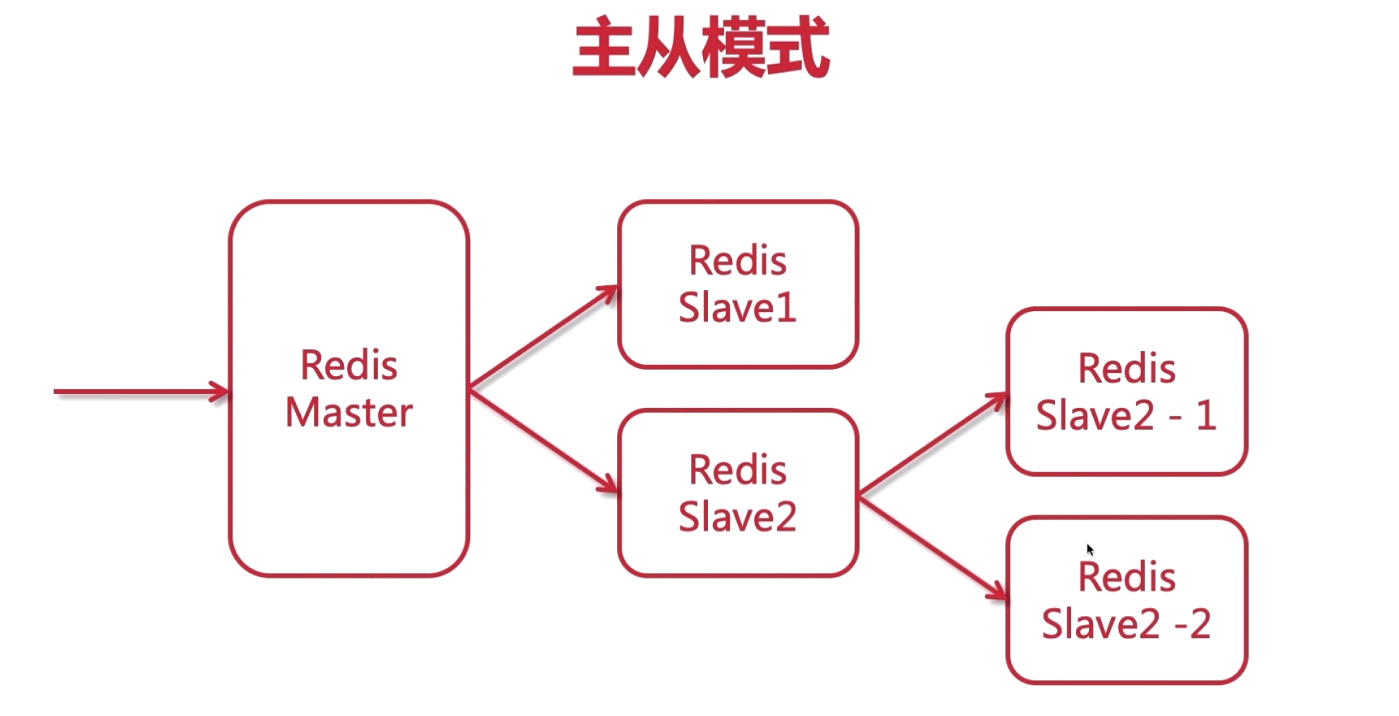 主从模式
Redis
Master
Redis
Slave1
Redis
Slave2
Redis
Slave2 - 1
Redis
Slave2 -2